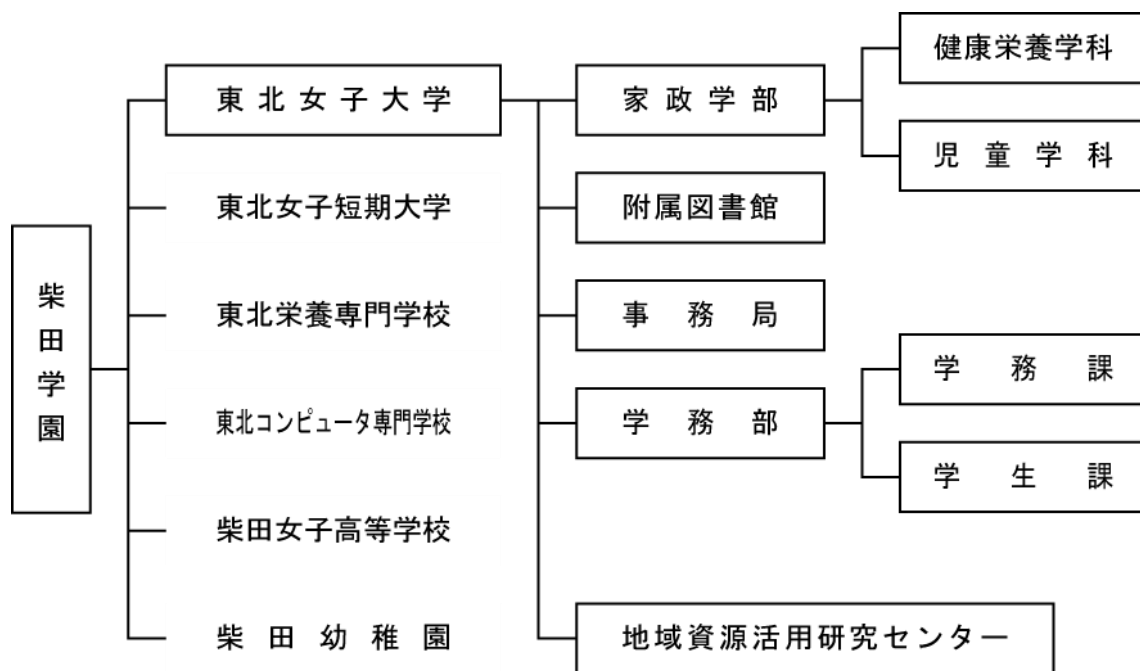 柴田学園
東北女子大学
東北女子短期大学
東北栄養専門学校
東北コンピュータ専門学校
柴田女子高等学校
柴田幼稚園
家政学部
附属図書館
事務局
学務部
地域資源活用研究センター
健康栄養学科
児童学科
学務課
学生課